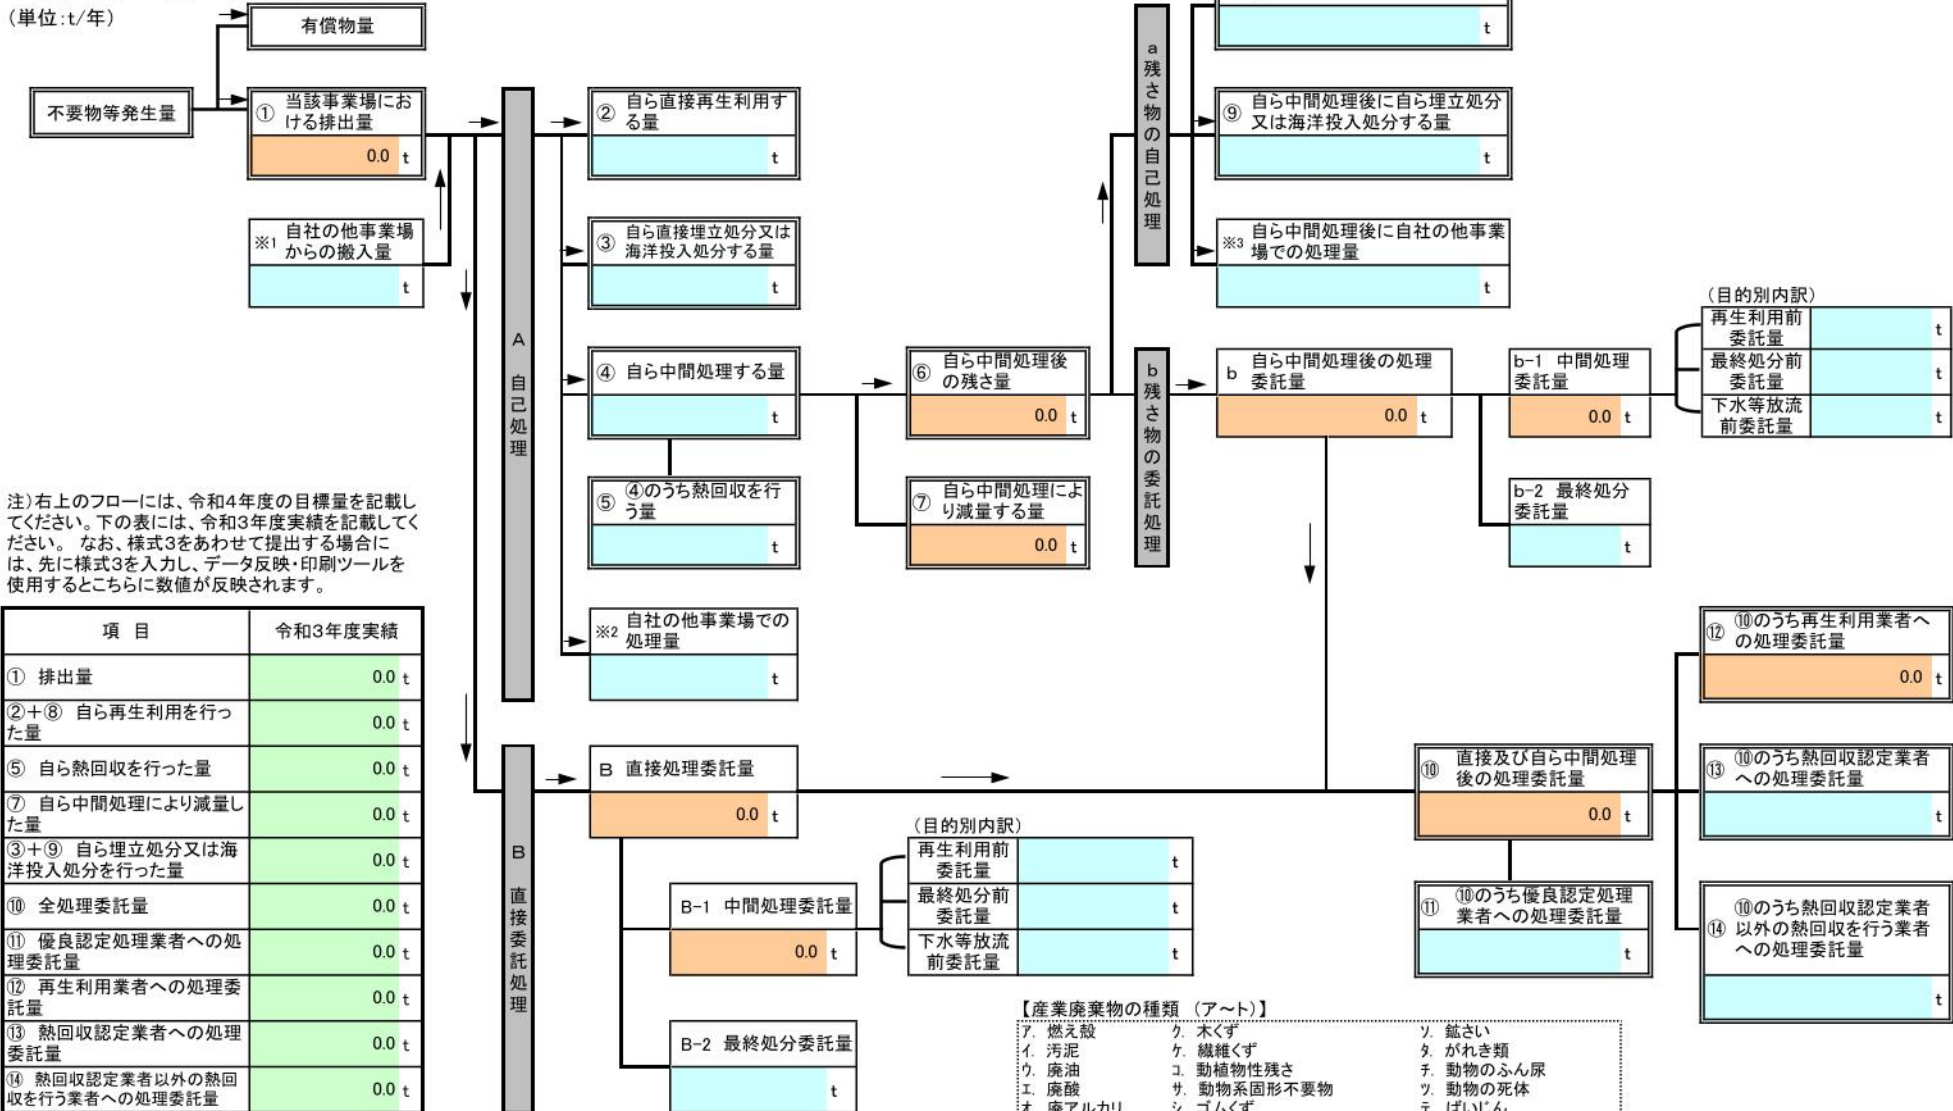 (単位:t/年)
有償物量
t
不要物等発生量
① 当該事業場にお
ける排出量
0.0 t
※1 自社の他事業場
からの搬入量
t
A 自己処理
② 自ら直接再生利用す
る量
t
③ 自ら直接埋立処分又は
海洋投入処分する量
t
④ 自ら中間処理する量
t
⑤ ④のうち熱回収を行
う量
t
※2 自社の他事業場での
処理量
t
⑥ 自ら中間処理後
の残さ量
0.0 t
⑦ 自ら中間処理によ
り減量する量
0.0 t
a 残さ物の自己処理
⑨ 自ら中間処理後に自ら埋立処分
又は海洋投入処分する量
t
※3 自ら中間処理後に自社の他事業
場での処理量
t
b 残さ物の委託処理
b 自ら中間処理後の処理
委託量
0.0 t
b-1 中間処理
委託量
0.0 t
b-2 最終処分
委託量
t
(目的別内訳)
再生利用前
委託量
t
最終処分前
委託量
t
下水等放流
前委託量
t
注)右上のフローには、令和4年度の目標量を記載し
てください。下の表には、令和3年度実績を記載してく
ださい。 なお、様式3をあわせて提出する場合に
は、先に様式3を入力し、データ反映・印刷ツールを
使用するとこちらに数値が反映されます。
項 目 令和3年度実績
① 排出量 0.0 t
②+⑧ 自ら再生利用を行っ
た量
0.0 t
⑤ 自ら熱回収を行った量 0.0 t
⑦ 自ら中間処理により減量し
た量
0.0 t
③+⑨ 自ら埋立処分又は海
洋投入処分を行った量
0.0 t
⑩ 全処理委託量 0.0 t
⑪ 優良認定処理業者への処
理委託量
0.0 t
⑫ 再生利用業者への処理委
託量
0.0 t
⑬ 熱回収認定業者への処理
委託量
0.0 t
⑭ 熱回収認定業者以外の熱回
収を行う業者への処理委託量
0.0 t
B 直接委託処理
B 直接処理委託量
0.0 t
B-1 中間処理委託量
0.0 t
B-2 最終処分委託量
t
(目的別内訳)
再生利用前
委託量
t
最終処分前
委託量
t
下水等放流
前委託量
t
⑩ 直接及び自ら中間処理
後の処理委託量
0.0 t
⑪ ⑩のうち優良認定処理
業者への処理委託量
t
⑫ ⑩のうち再生利用業者へ
の処理委託量
0.0 t
⑬ ⑩のうち熱回収認定業者
への処理委託量
t
⑭ ⑩のうち熱回収認定業者
以外の熱回収を行う業者
への処理委託量
t
【産業廃棄物の種類 (ア～ト)】
ア. 燃え殻 ク. 木くず ソ. 鉱さい
イ. 汚泥 ケ. 繊維くず タ. がれき類
ウ. 廃油 コ. 動植物性残さ チ. 動物のふん尿
エ. 廃酸 サ. 動物系固形不要物 ツ. 動物の死体
オ. 廃アルカリ シ. ゴムくず テ. ばいじん